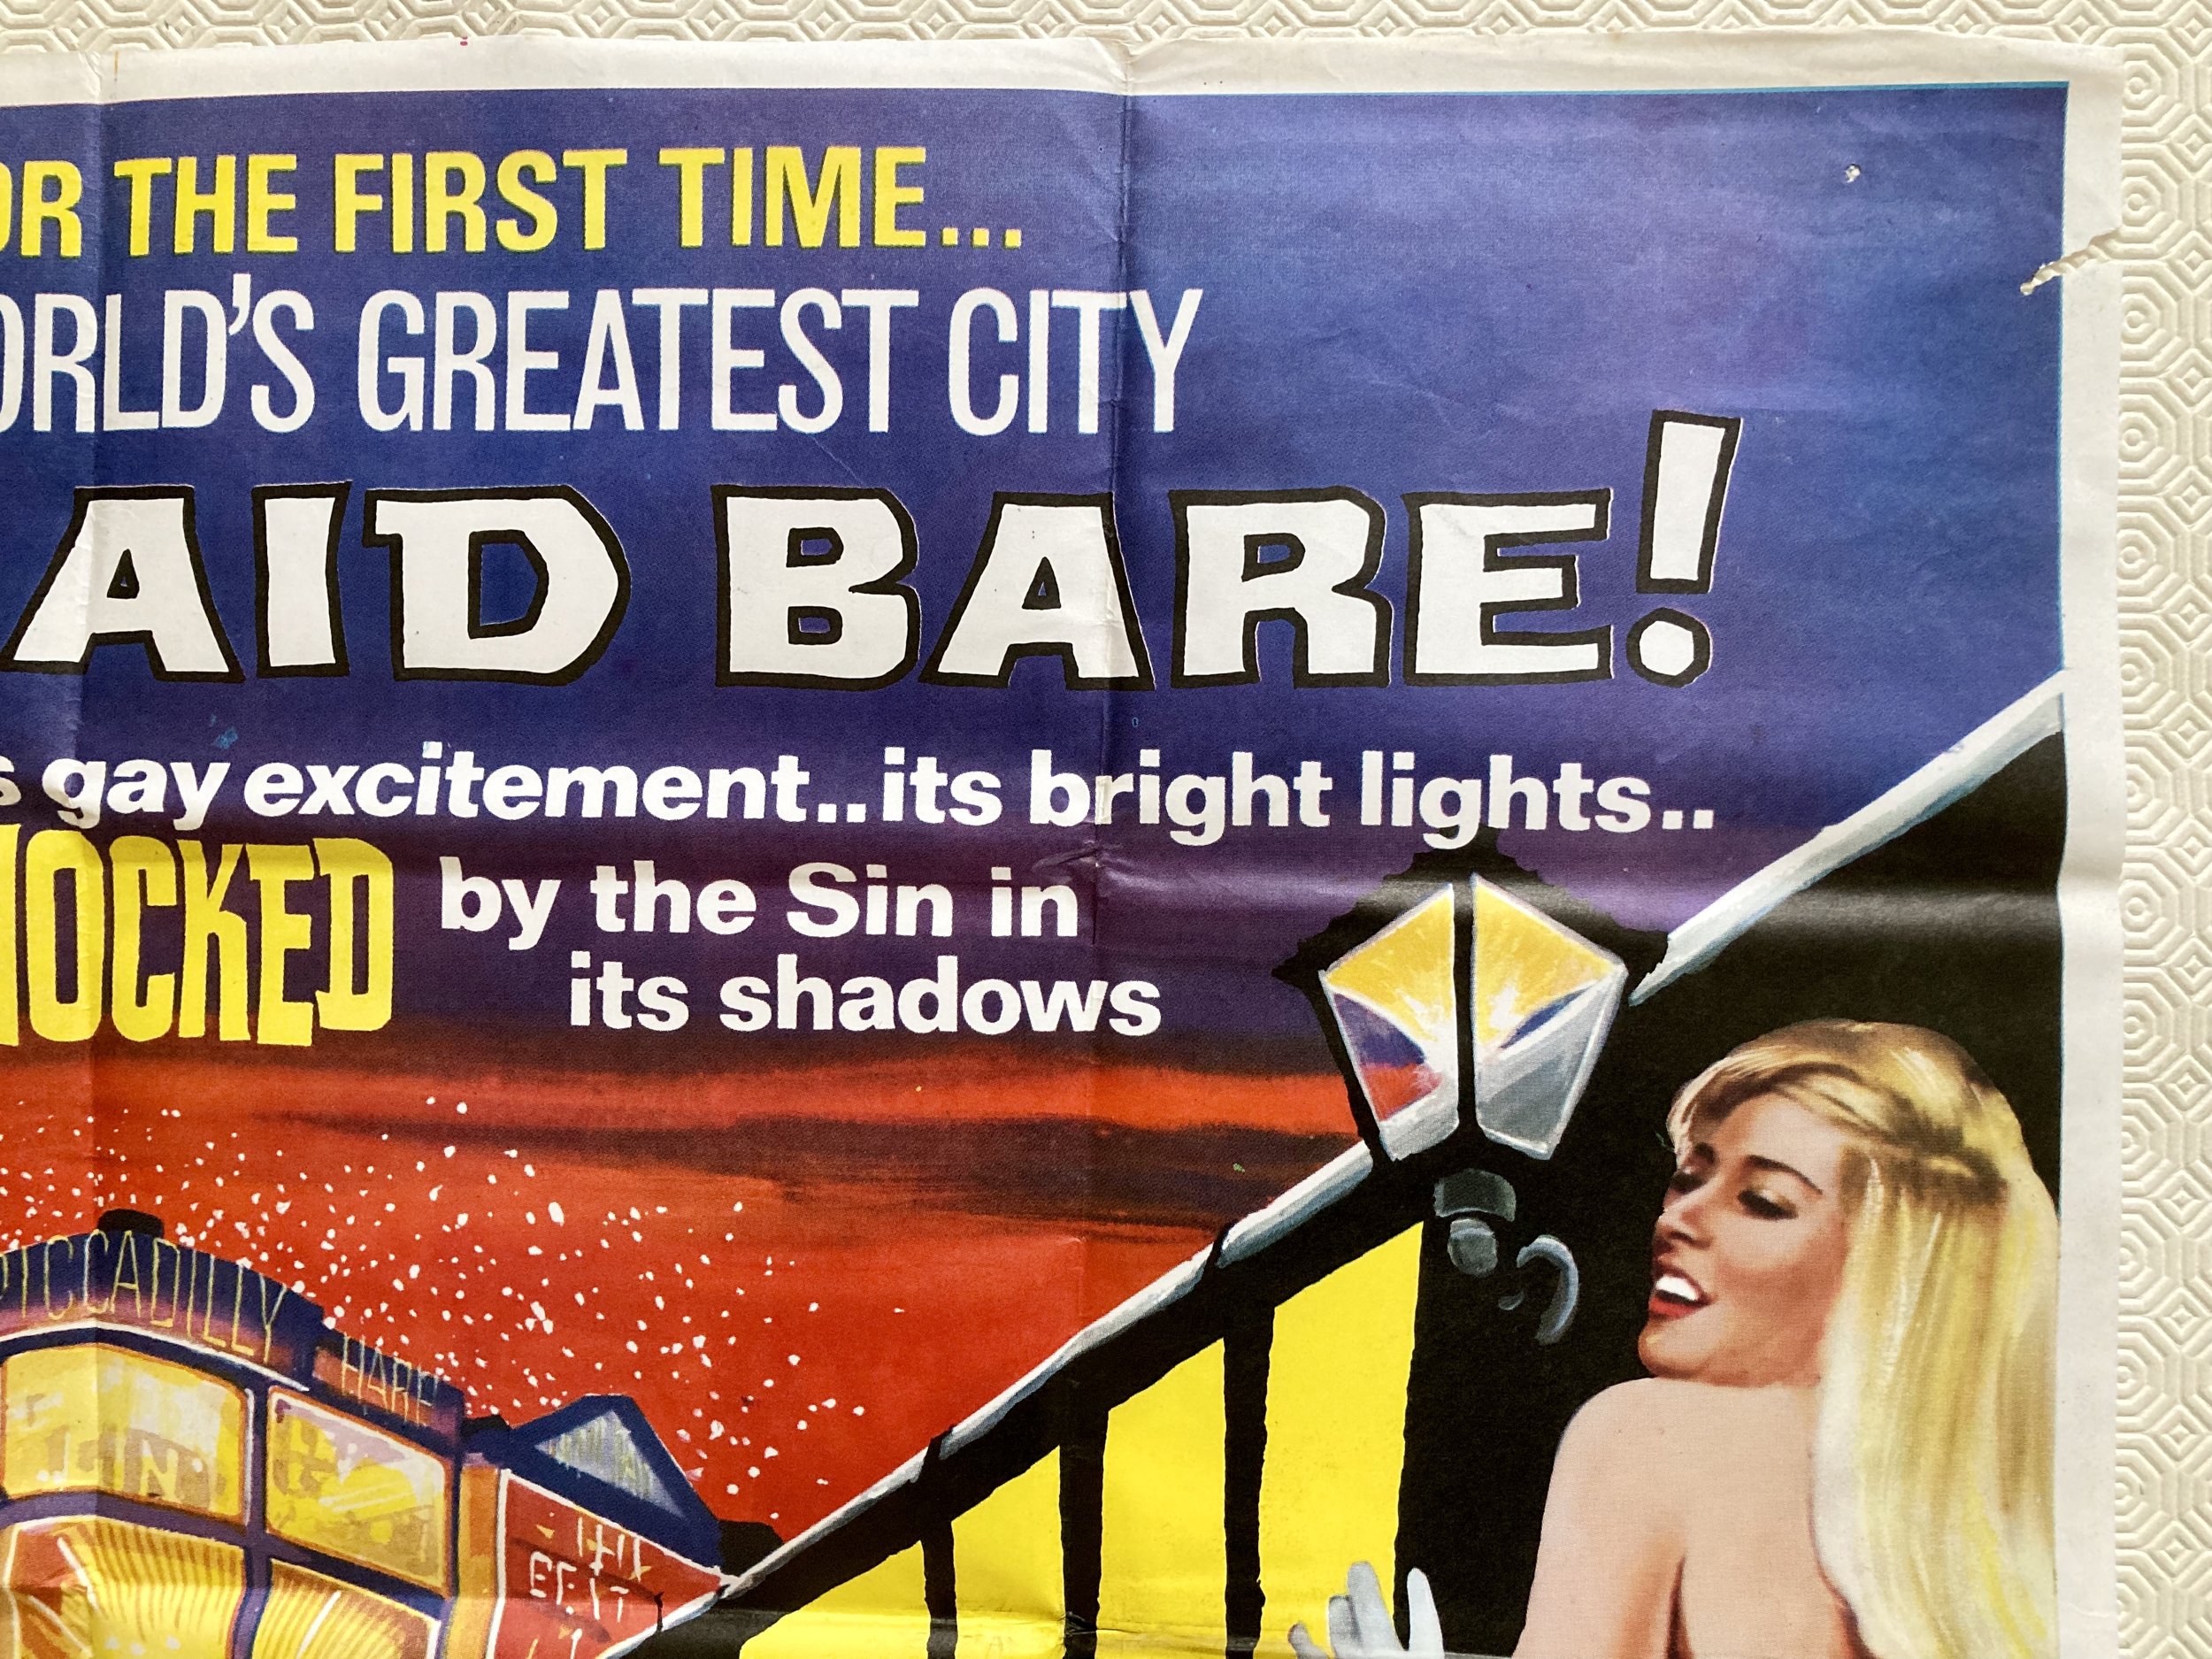 OR THE FIRST TIME...
ORLD'S GREATEST CITY
AID BARE!
s gay excitement..its bright lights..
HOCKED by the Sin in
its shadows
PICCADILLY